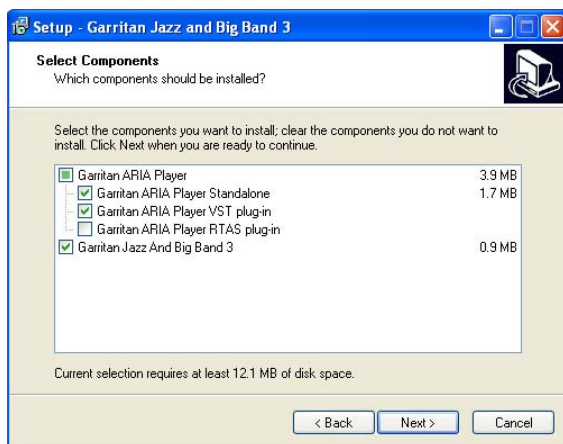 Setup - Garritan Jazz and Big Band 3
Select Components
Which components should be installed?
Select the components you want to install; clear the components you do not want to
install. Click Next when you are ready to continue.
Garritan ARIA Player 3.9 MB
Garritan ARIA Player Standalone 1.7 MB
Garritan ARIA Player VST plug-in
Garritan ARIA Player RTAS plug-in
Garritan Jazz And Big Band 3 0.9 MB
Current selection requires at least 12.1 MB of disk space.
< Back Next > Cancel